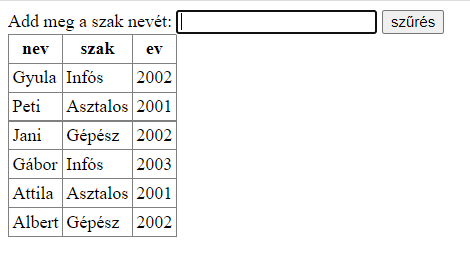 Add meg a szak nevét: szűrés
nev szak ev
Gyula Infós 2002
Peti Asztalos 2001
Jani Gépész 2002
Gábor Infós 2003
Attila Asztalos 2001
Albert Gépész 2002